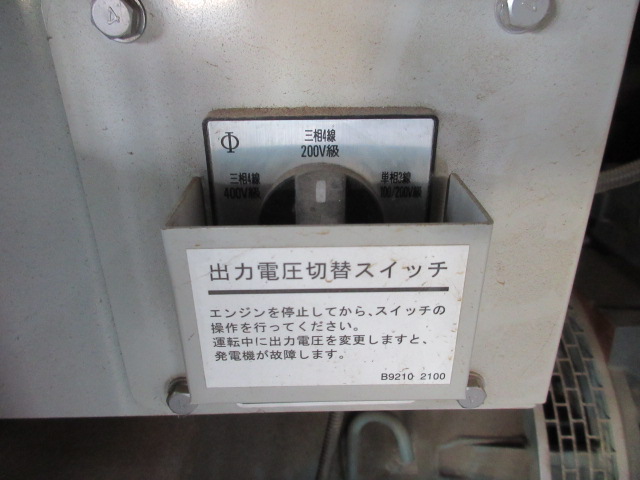 Φ
三相4線
200V級
三相4線
400V級
単相3線
100/200V級
出力電圧切替スイッチ
エンジンを停止してから、スイッチの
操作を行ってください。
運転中に出力電圧を変更しますと、
発電機が故障します。
B9210 2100